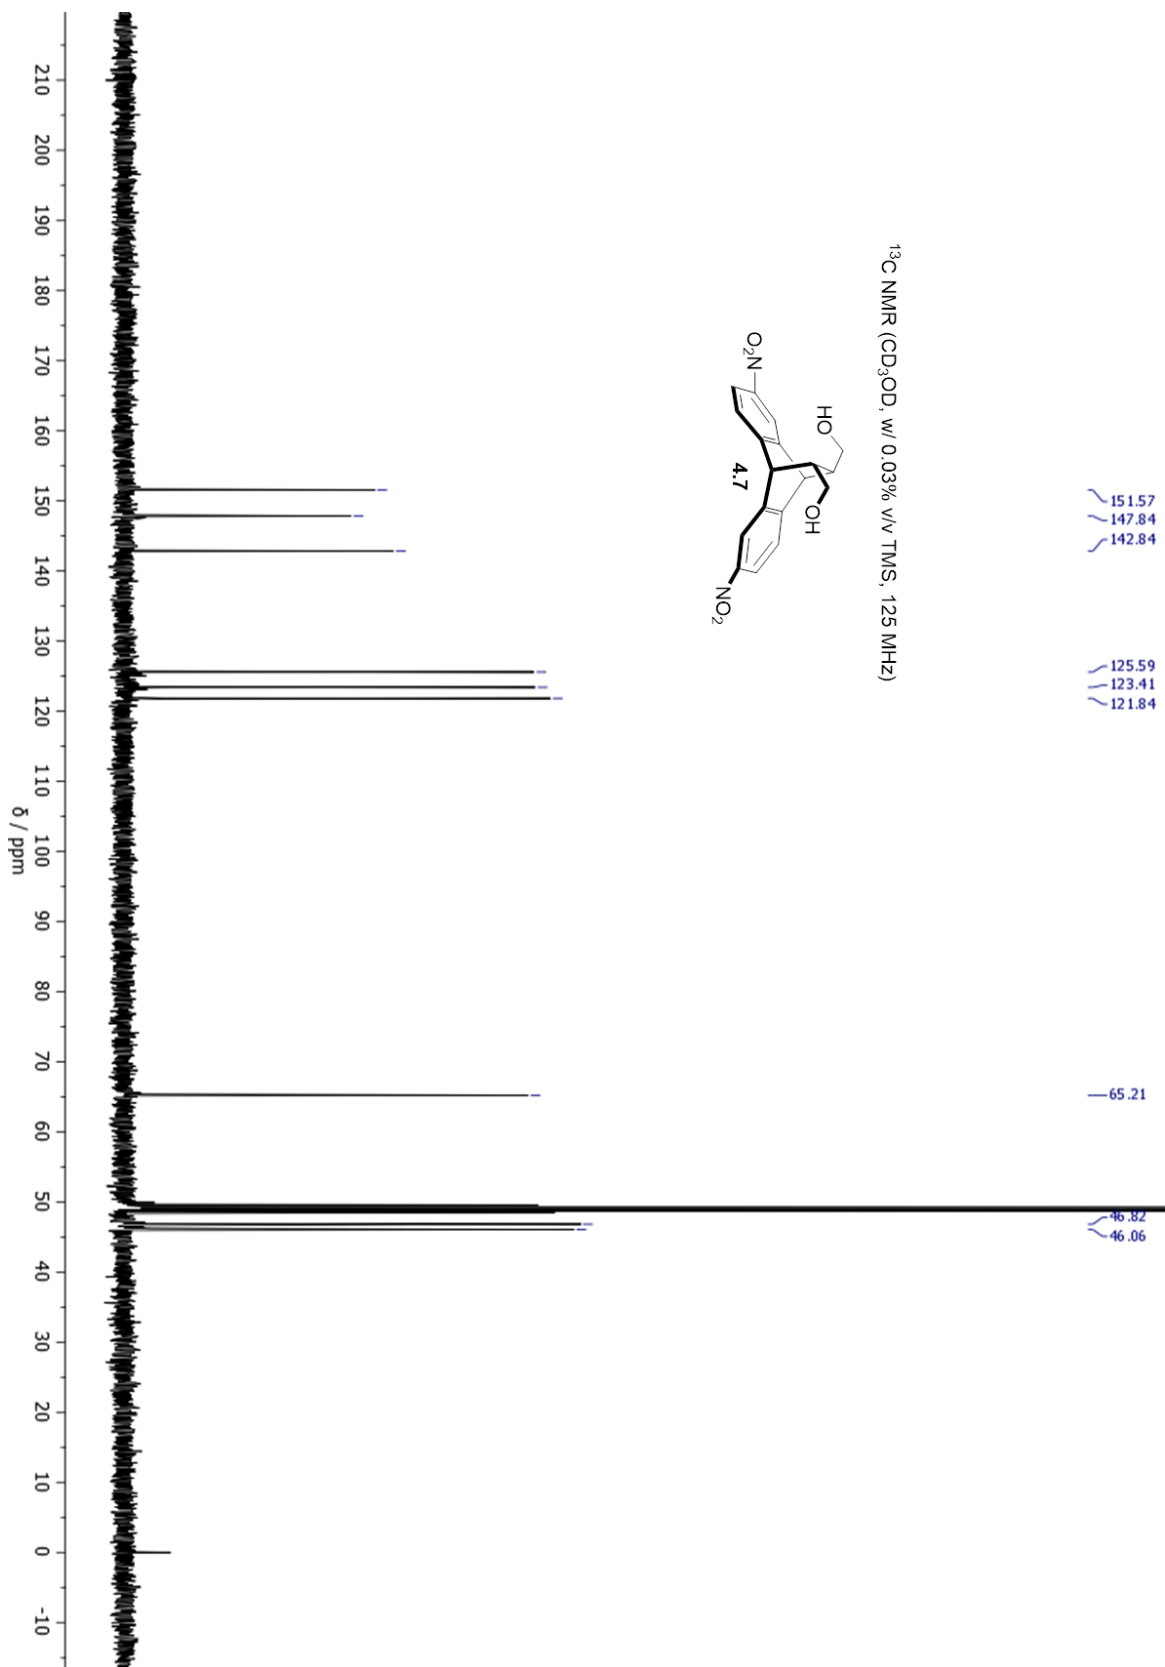 ¹³C NMR (CD₃OD, w/ 0.03% v/v TMS, 125 MHz)
HO
OH
O₂N
4.7
NO₂
151.57
147.84
142.84
125.59
123.41
121.84
65.21
46.82
46.06
210 200 190 180 170 160 150 140 130 120 110 100 90 80 70 60 50 40 30 20 10 0 -10
δ / ppm